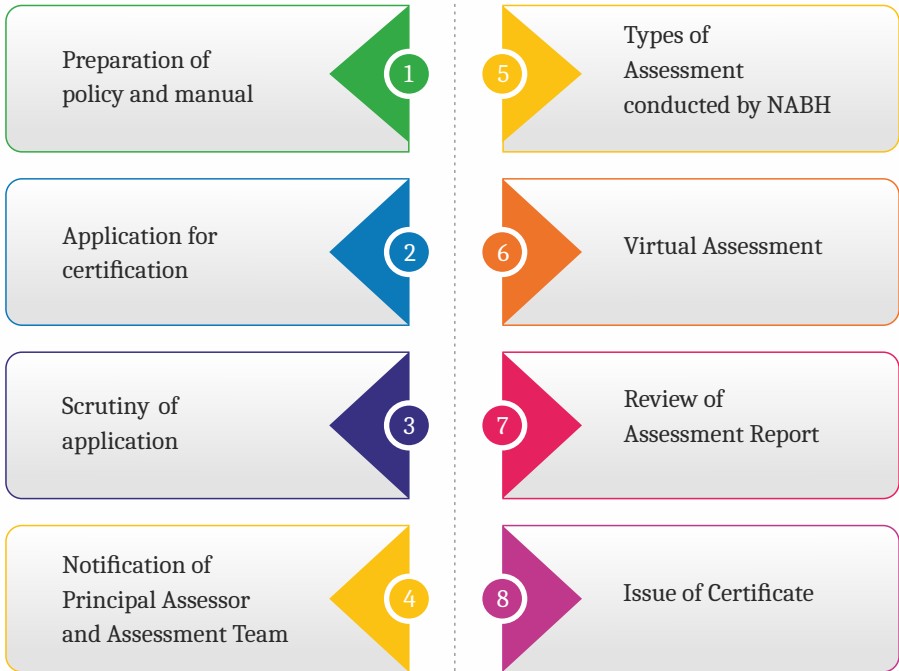 Preparation of
policy and manual
1
Application for
certification
2
Scrutiny of
application
3
Notification of
Principal Assessor
and Assessment Team
4
5
Types of
Assessment
conducted by NABH
6
Virtual Assessment
7
Review of
Assessment Report
8
Issue of Certificate